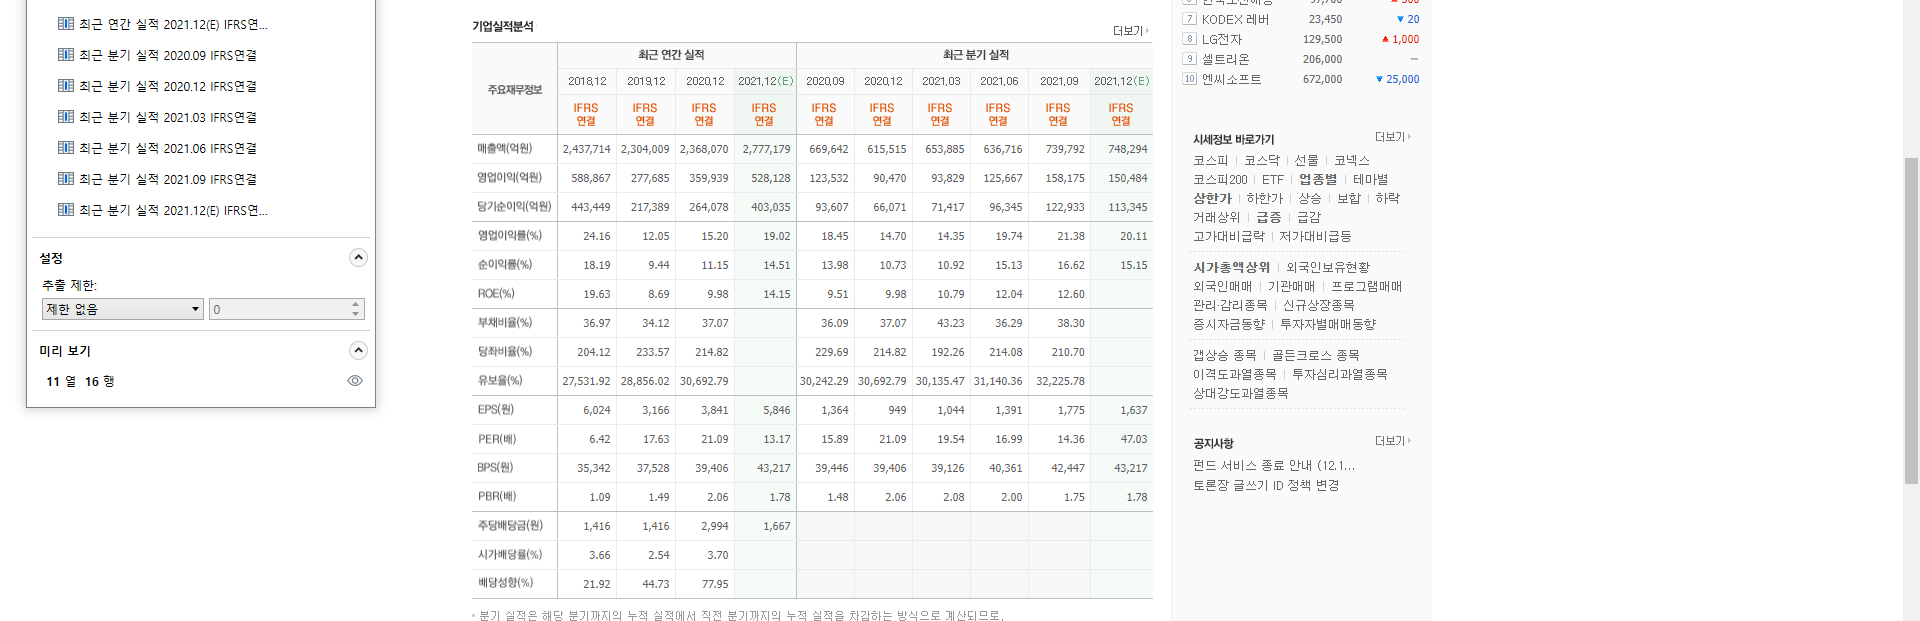 최근 연간 실적 2021.12(E) IFRS연...
최근 분기 실적 2020.09 IFRS연결
최근 분기 실적 2020.12 IFRS연결
최근 분기 실적 2021.03 IFRS연결
최근 분기 실적 2021.06 IFRS연결
최근 분기 실적 2021.09 IFRS연결
최근 분기 실적 2021.12(E) IFRS연...
설정
추출 제한:
제한 없음 0
미리 보기
11 열 16 행
기업실적분석 더보기
주요재무정보 최근 연간 실적 최근 분기 실적
2018.12 2019.12 2020.12 2021.12(E) 2020.09 2020.12 2021.03 2021.06 2021.09 2021.12(E)
IFRS IFRS IFRS IFRS IFRS IFRS IFRS IFRS IFRS IFRS
연결 연결 연결 연결 연결 연결 연결 연결 연결 연결
매출액(억원) 2,437,714 2,304,009 2,368,070 2,777,179 669,642 615,515 653,885 636,716 739,792 748,294
영업이익(억원) 588,867 277,685 359,939 528,128 123,532 90,470 93,829 125,667 158,175 150,484
당기순이익(억원) 443,449 217,389 264,078 403,035 93,607 66,071 71,417 96,345 122,933 113,345
영업이익률(%) 24.16 12.05 15.20 19.02 18.45 14.70 14.35 19.74 21.38 20.11
순이익률(%) 18.19 9.44 11.15 14.51 13.98 10.73 10.92 15.13 16.62 15.15
ROE(%) 19.63 8.69 9.98 14.15 9.51 9.98 10.79 12.04 12.60
부채비율(%) 36.97 34.12 37.07 36.09 37.07 43.23 36.29 38.30
당좌비율(%) 204.12 233.57 214.82 229.69 214.82 192.26 214.08 210.70
유보율(%) 27,531.92 28,856.02 30,692.79 30,242.29 30,692.79 30,135.47 31,140.36 32,225.78
EPS(원) 6,024 3,166 3,841 5,846 1,364 949 1,044 1,391 1,775 1,637
PER(배) 6.42 17.63 21.09 13.17 15.89 21.09 19.54 16.99 14.36 47.03
BPS(원) 35,342 37,528 39,406 43,217 39,446 39,406 39,126 40,361 42,447 43,217
PBR(배) 1.09 1.49 2.06 1.78 1.48 2.06 2.08 2.00 1.75 1.78
주당배당금(원) 1,416 1,416 2,994 1,667
시가배당률(%) 3.66 2.54 3.70
배당성향(%) 21.92 44.73 77.95
* 분기 실적은 해당 분기까지의 누적 실적에서 직전 분기까지의 누적 실적을 차감하는 방식으로 계산되므로,
7 KODEX 레버 23,450 ▼ 20
8 LG전자 129,500 ▲ 1,000
9 셀트리온 206,000 −
10 엔씨소프트 672,000 ▼ 25,000
시세정보 바로가기 더보기
코스피 코스닥 선물 코넥스
코스피200 ETF 업종별 테마별
상한가 하한가 상승 보합 하락
거래상위 급증 급감
고가대비급락 저가대비급등
시가총액상위 외국인보유현황
외국인매매 기관매매 프로그램매매
관리·감리종목 신규상장종목
증시자금동향 투자자별매매동향
갭상승 종목 골든크로스 종목
이격도과열종목 투자심리과열종목
상대강도과열종목
공지사항 더보기
펀드 서비스 종료 안내 (12.1...
토론장 글쓰기 ID 정책 변경